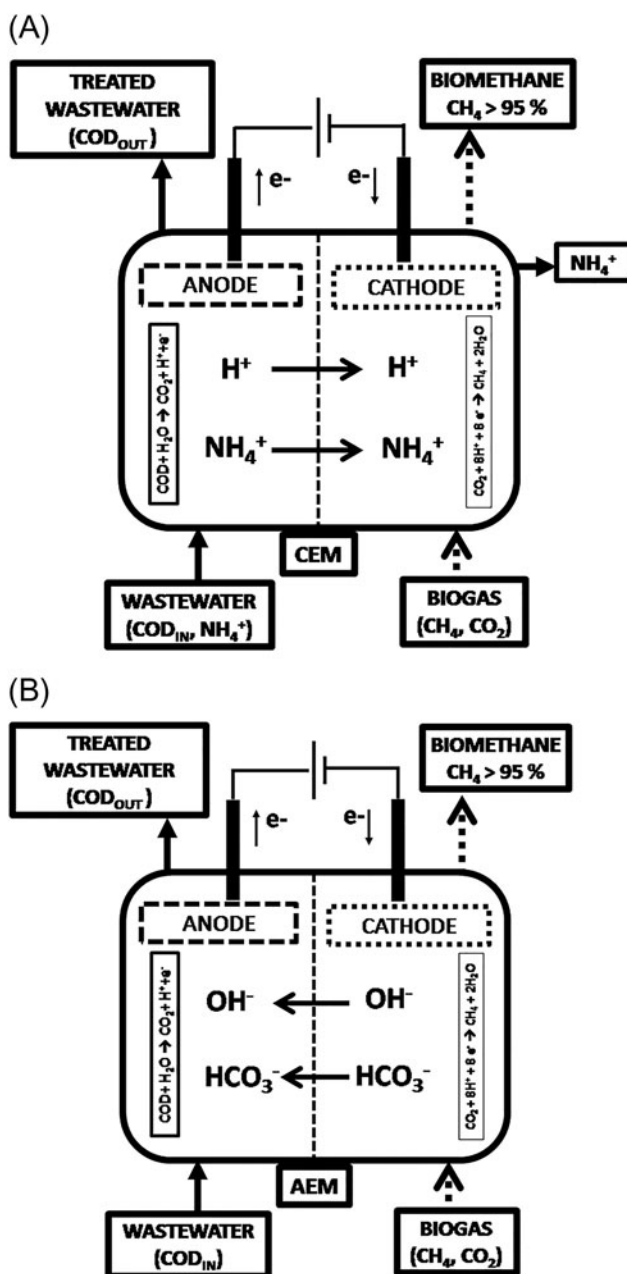 (A)
TREATED
WASTEWATER
(COD_OUT)
BIOMETHANE
CH₄ > 95 %
e-
e-
NH₄⁺
ANODE
CATHODE
COD + H₂O → CO₂ + H⁺ + e⁻
H⁺
H⁺
NH₄⁺
NH₄⁺
CO₂ + 8H⁺ + 8 e⁻ → CH₄ + 2H₂O
CEM
WASTEWATER
(COD_IN, NH₄⁺)
BIOGAS
(CH₄, CO₂)
(B)
TREATED
WASTEWATER
(COD_OUT)
BIOMETHANE
CH₄ > 95 %
e-
e-
ANODE
CATHODE
COD + H₂O → CO₂ + H⁺ + e⁻
OH⁻
OH⁻
HCO₃⁻
HCO₃⁻
CO₂ + 8H⁺ + 8 e⁻ → CH₄ + 2H₂O
AEM
WASTEWATER
(COD_IN)
BIOGAS
(CH₄, CO₂)